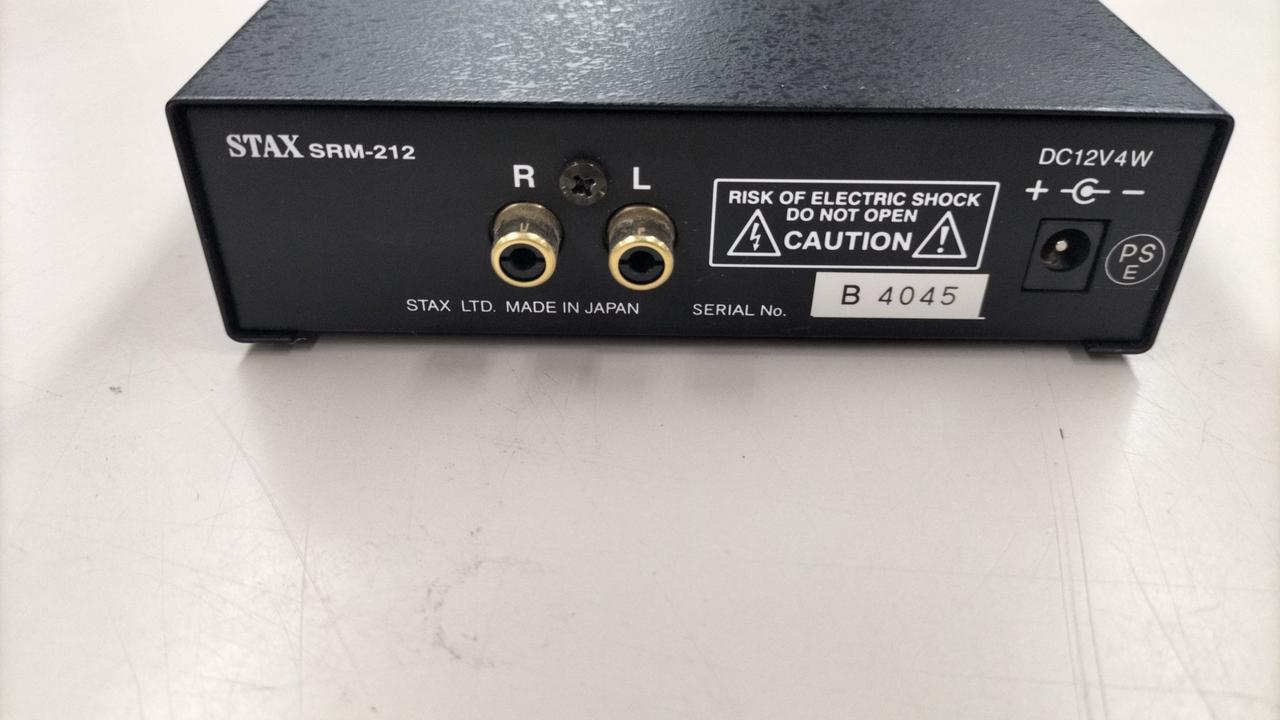 STAX SRM-212
R L
RISK OF ELECTRIC SHOCK
DO NOT OPEN
CAUTION
DC12V4W
+ -
PS
E
STAX LTD. MADE IN JAPAN
SERIAL No.
B 4045